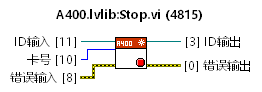 A400.lvlib:Stop.vi (4815)
ID输入 [11] [3] ID输出
卡号 [10]
错误输入 [8] [0] 错误输出
A400